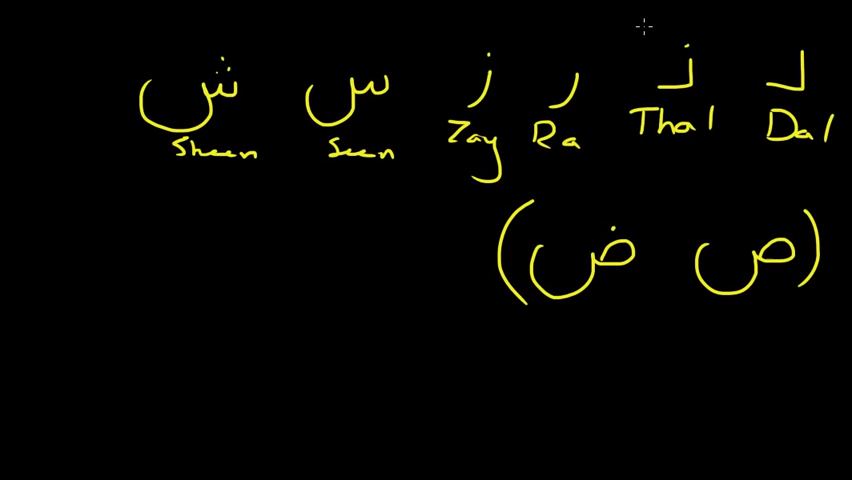 د ذ ر ز س ش
Dal Thal Ra Zay Seen Sheen
(ص ض)